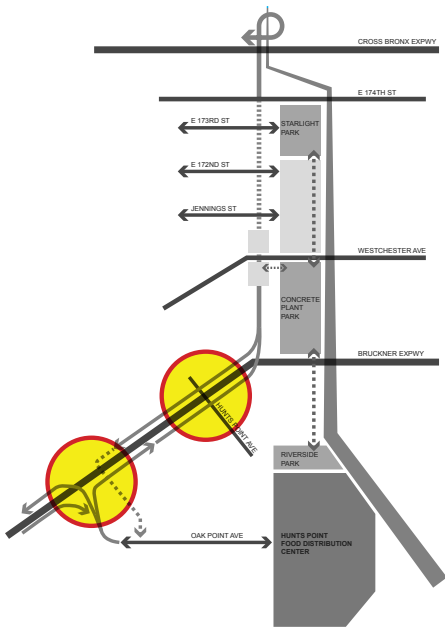 CROSS BRONX EXPWY
E 174TH ST
E 173RD ST
STARLIGHT
PARK
E 172ND ST
JENNINGS ST
WESTCHESTER AVE
CONCRETE
PLANT
PARK
BRUCKNER EXPWY
HUNTS POINT AVE
RIVERSIDE
PARK
OAK POINT AVE
HUNTS POINT
FOOD DISTRIBUTION
CENTER